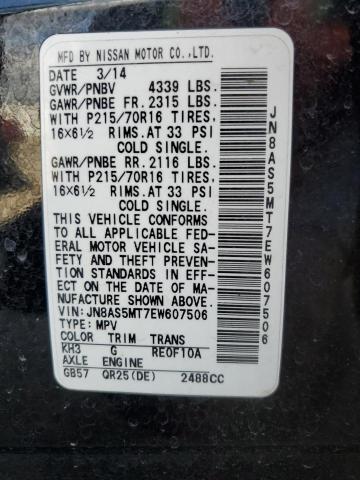 MFD BY NISSAN MOTOR CO.,LTD.
DATE 3/14
GVWR/PNBV 4339 LBS.
GAWR/PNBE FR. 2315 LBS.
WITH P215/70R16 TIRES,
16X6½ RIMS.AT 33 PSI
COLD SINGLE.
GAWR/PNBE RR. 2116 LBS.
WITH P215/70R16 TIRES,
16X6½ RIMS.AT 33 PSI
COLD SINGLE.
THIS VEHICLE CONFORMS
TO ALL APPLICABLE FED-
ERAL MOTOR VEHICLE SA-
FETY AND THEFT PREVENTION
STANDARDS IN EFF-
ECT ON THE DATE OF MA-
NUFACTURE SHOWN ABOVE.
VIN: JN8AS5MT7EW607506
TYPE: MPV
COLOR TRIM TRANS
KH3 G RE0F10A
AXLE ENGINE
GB57 QR25(DE) 2488CC
JN8AS5MT7EW607506